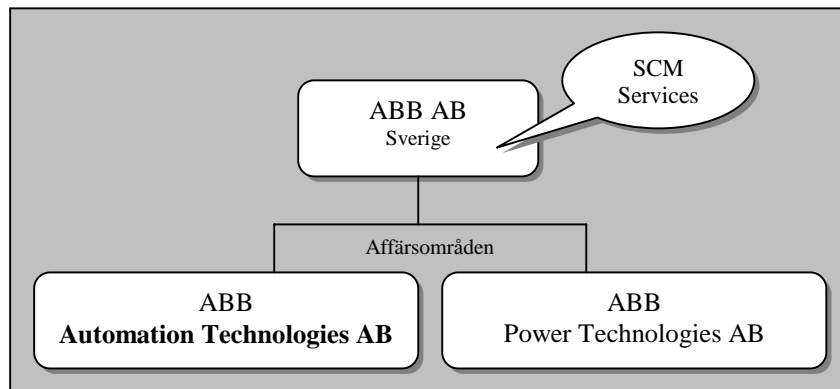 SCM
Services
ABB AB
Sverige
Affärsområden
ABB
Automation Technologies AB
ABB
Power Technologies AB